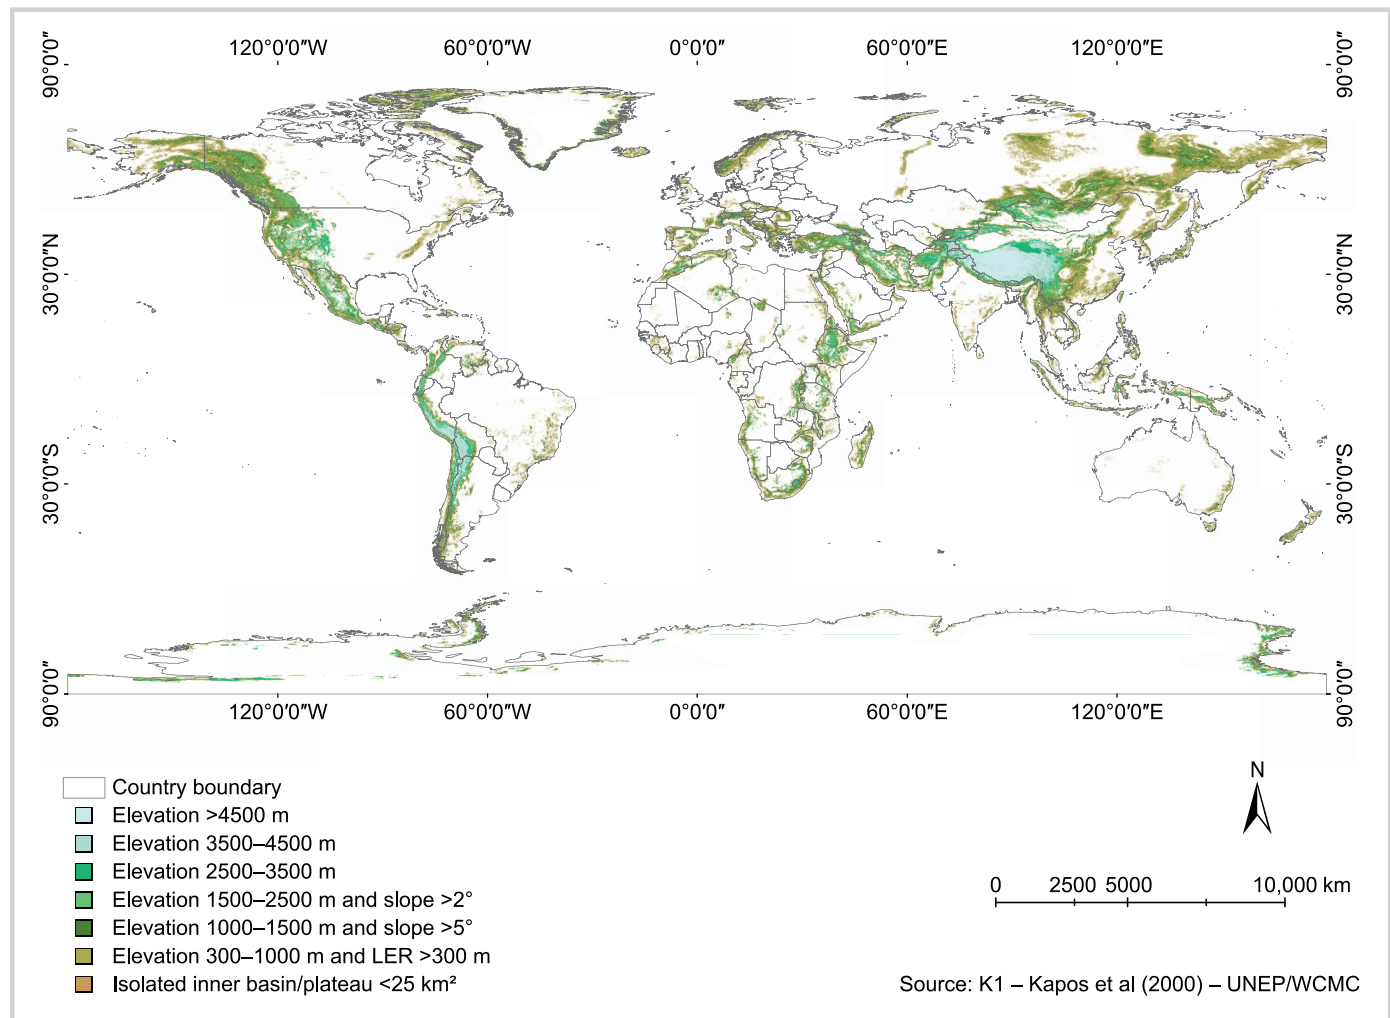 120°0′0″W 60°0′0″W 0°0′0″ 60°0′0″E 120°0′0″E
90°0′0″ 90°0′0″
30°0′0″N 30°0′0″N
30°0′0″S 30°0′0″S
90°0′0″ 90°0′0″
120°0′0″W 60°0′0″W 0°0′0″ 60°0′0″E 120°0′0″E
N
Country boundary
Elevation >4500 m
Elevation 3500–4500 m
Elevation 2500–3500 m
Elevation 1500–2500 m and slope >2°
Elevation 1000–1500 m and slope >5°
Elevation 300–1000 m and LER >300 m
Isolated inner basin/plateau <25 km²
0 2500 5000 10,000 km
Source: K1 – Kapos et al (2000) – UNEP/WCMC